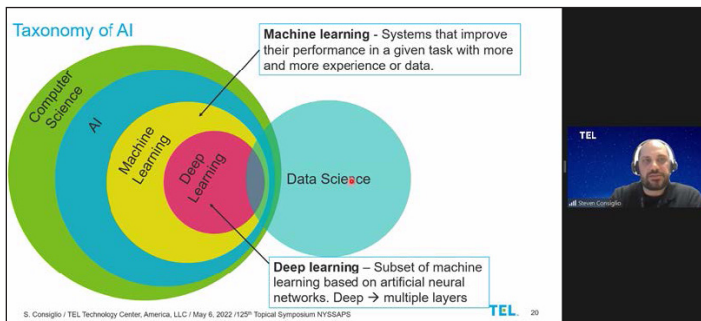 Taxonomy of AI
Machine learning - Systems that improve
their performance in a given task with more
and more experience or data.
Computer
Science
AI
Machine
Learning
Deep
Learning
Data Science
Deep learning – Subset of machine
learning based on artificial neural
networks. Deep → multiple layers
S. Consiglio / TEL Technology Center, America, LLC / May 6, 2022 /125th Topical Symposium NYSSAPS
TEL.
20
TEL
Steven Consiglio